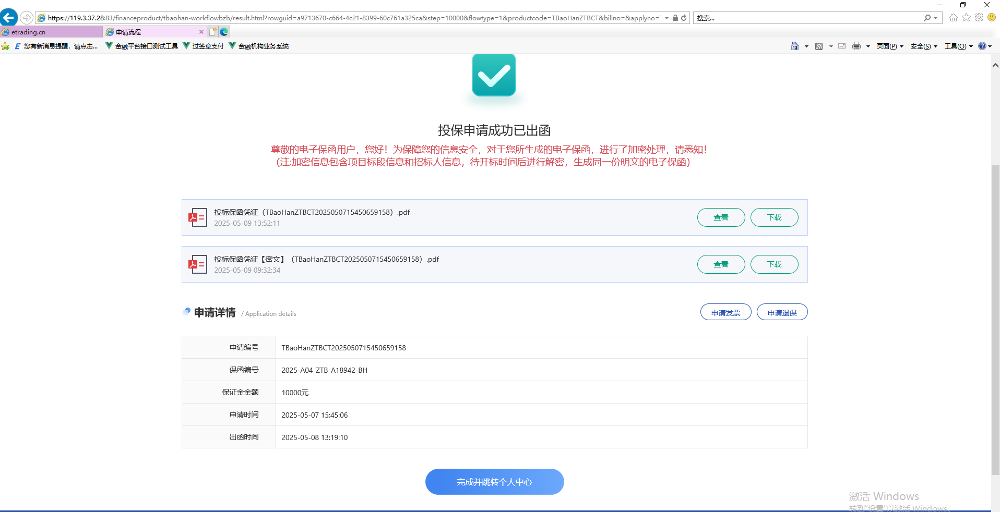 https://119.3.37.28:83/financeproduct/tbaohan-workflowbzb/result.html?rowguid=a9713670-c664-4c21-8399-60c761a325ca&step=10000&flowtype=1&productcode=TBaoHanZTBCT&billno=&applyno=
搜索...
etrading.cn
申请流程
您有新消息提醒，请点击...
金融平台接口测试工具
过签章支付
金融机构业务系统
页面(P)
安全(S)
工具(O)
投保申请成功已出函
尊敬的电子保函用户，您好！为保障您的信息安全，对于您所生成的电子保函，进行了加密处理，请悉知！
（注:加密信息包含项目标段信息和招标人信息，待开标时间后进行解密，生成同一份明文的电子保函）
投标保函凭证（TBaoHanZTBCT2025050715450659158）.pdf
2025-05-09 13:52:11
查看
下载
投标保函凭证【密文】（TBaoHanZTBCT2025050715450659158）.pdf
2025-05-09 09:32:34
查看
下载
申请详情
/ Application details
申请发票
申请退保
申请编号
TBaoHanZTBCT2025050715450659158
保函编号
2025-A04-ZTB-A18942-BH
保证金金额
10000元
申请时间
2025-05-07 15:45:06
出函时间
2025-05-08 13:19:10
完成并跳转个人中心
激活 Windows
转到"设置"以激活 Windows。